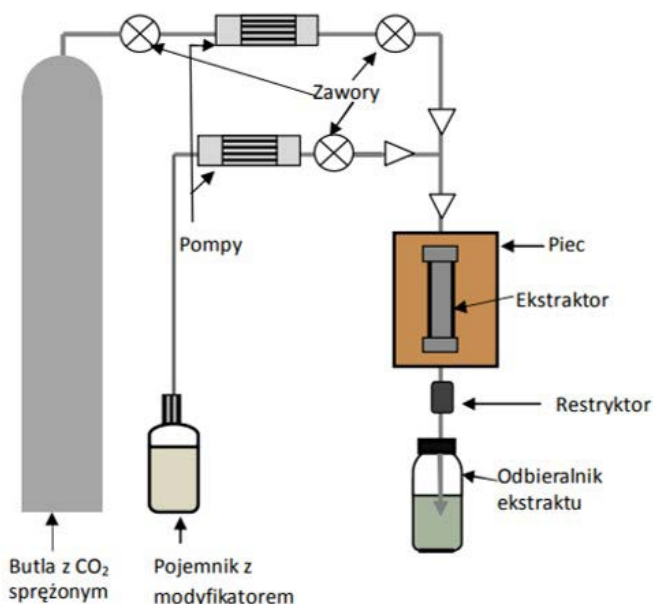 Zawory
Pompy
Piec
Ekstraktor
Restryktor
Odbieralnik
ekstraktu
Butla z CO₂
sprężonym
Pojemnik z
modyfikatorem